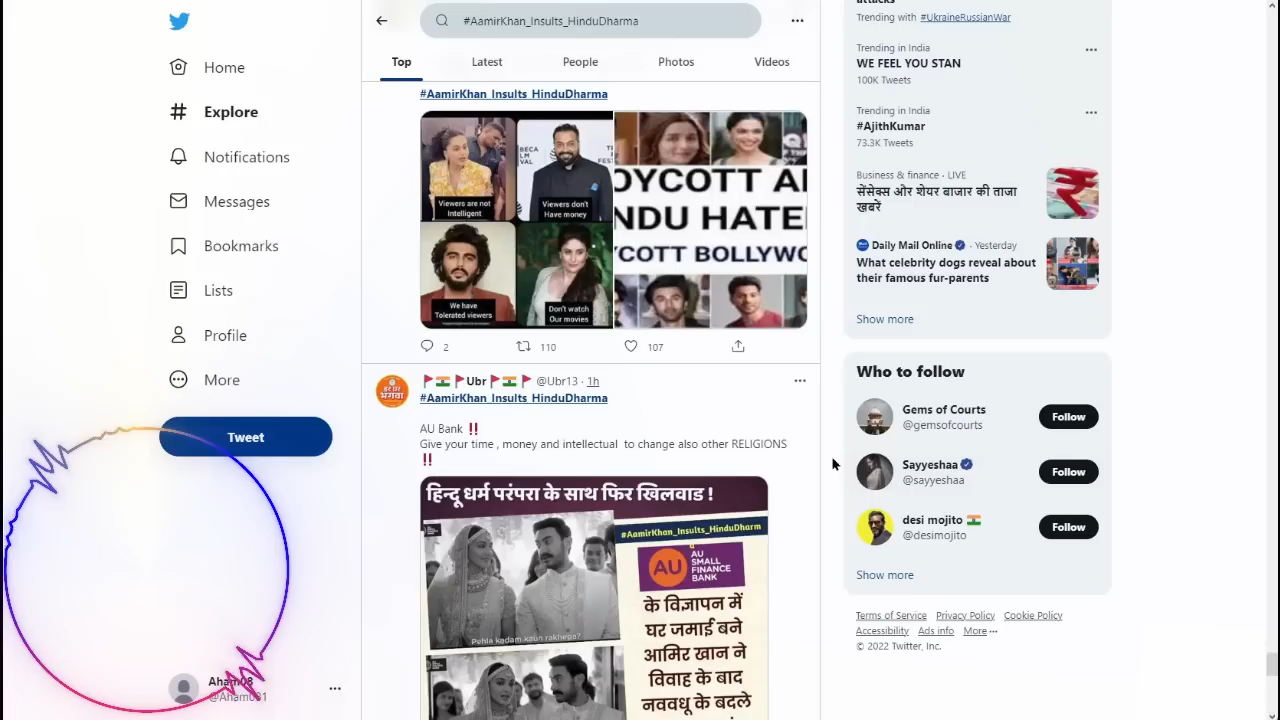 Home
Explore
Notifications
Messages
Bookmarks
Lists
Profile
More
Tweet
Aham08
@Aham081
#AamirKhan_Insults_HinduDharma
Top
Latest
People
Photos
Videos
#AamirKhan_Insults_HinduDharma
Viewers are not
Intelligent
Viewers don't
Have money
We have
Tolerated viewers
Don't watch
Our movies
OYCOTT A
NDU HATE
YCOTT BOLLYWO
2
110
107
Ubr
@Ubr13 · 1h
#AamirKhan_Insults_HinduDharma
AU Bank ‼
Give your time , money and intellectual to change also other RELIGIONS
‼
हिन्दू धर्म परंपरा के साथ फिर खिलवाड !
Pehla kadam kaun rakhega?
#AamirKhan_Insults_HinduDharm
AU
AU
SMALL
FINANCE
BANK
के विज्ञापन में
घर जमाई बने
आमिर खान ने
विवाह के बाद
नववधू के बदले
attacks
Trending with #UkraineRussianWar
Trending in India
WE FEEL YOU STAN
100K Tweets
Trending in India
#AjithKumar
73.3K Tweets
Business & finance · LIVE
सेंसेक्स और शेयर बाजार की ताजा
खबरें
Daily Mail Online · Yesterday
What celebrity dogs reveal about
their famous fur-parents
Show more
Who to follow
Gems of Courts
@gemsofcourts
Follow
Sayyeshaa
@sayyeshaa
Follow
desi mojito
@desimojito
Follow
Show more
Terms of Service Privacy Policy Cookie Policy
Accessibility Ads info More ···
© 2022 Twitter, Inc.